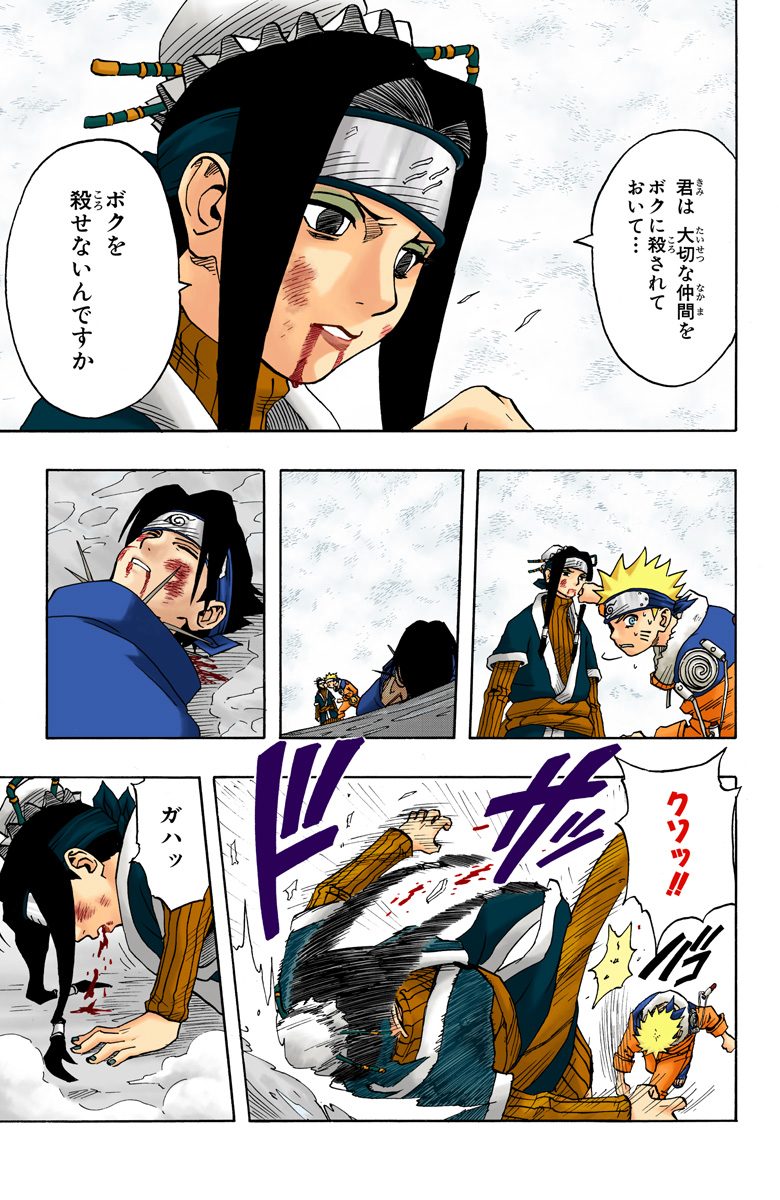 君は 大切な仲間を
ボクに殺されて
おいて…
ボクを
殺せないんですか
クソッ!!
バコ
ザッ
ドッ
ガハッ